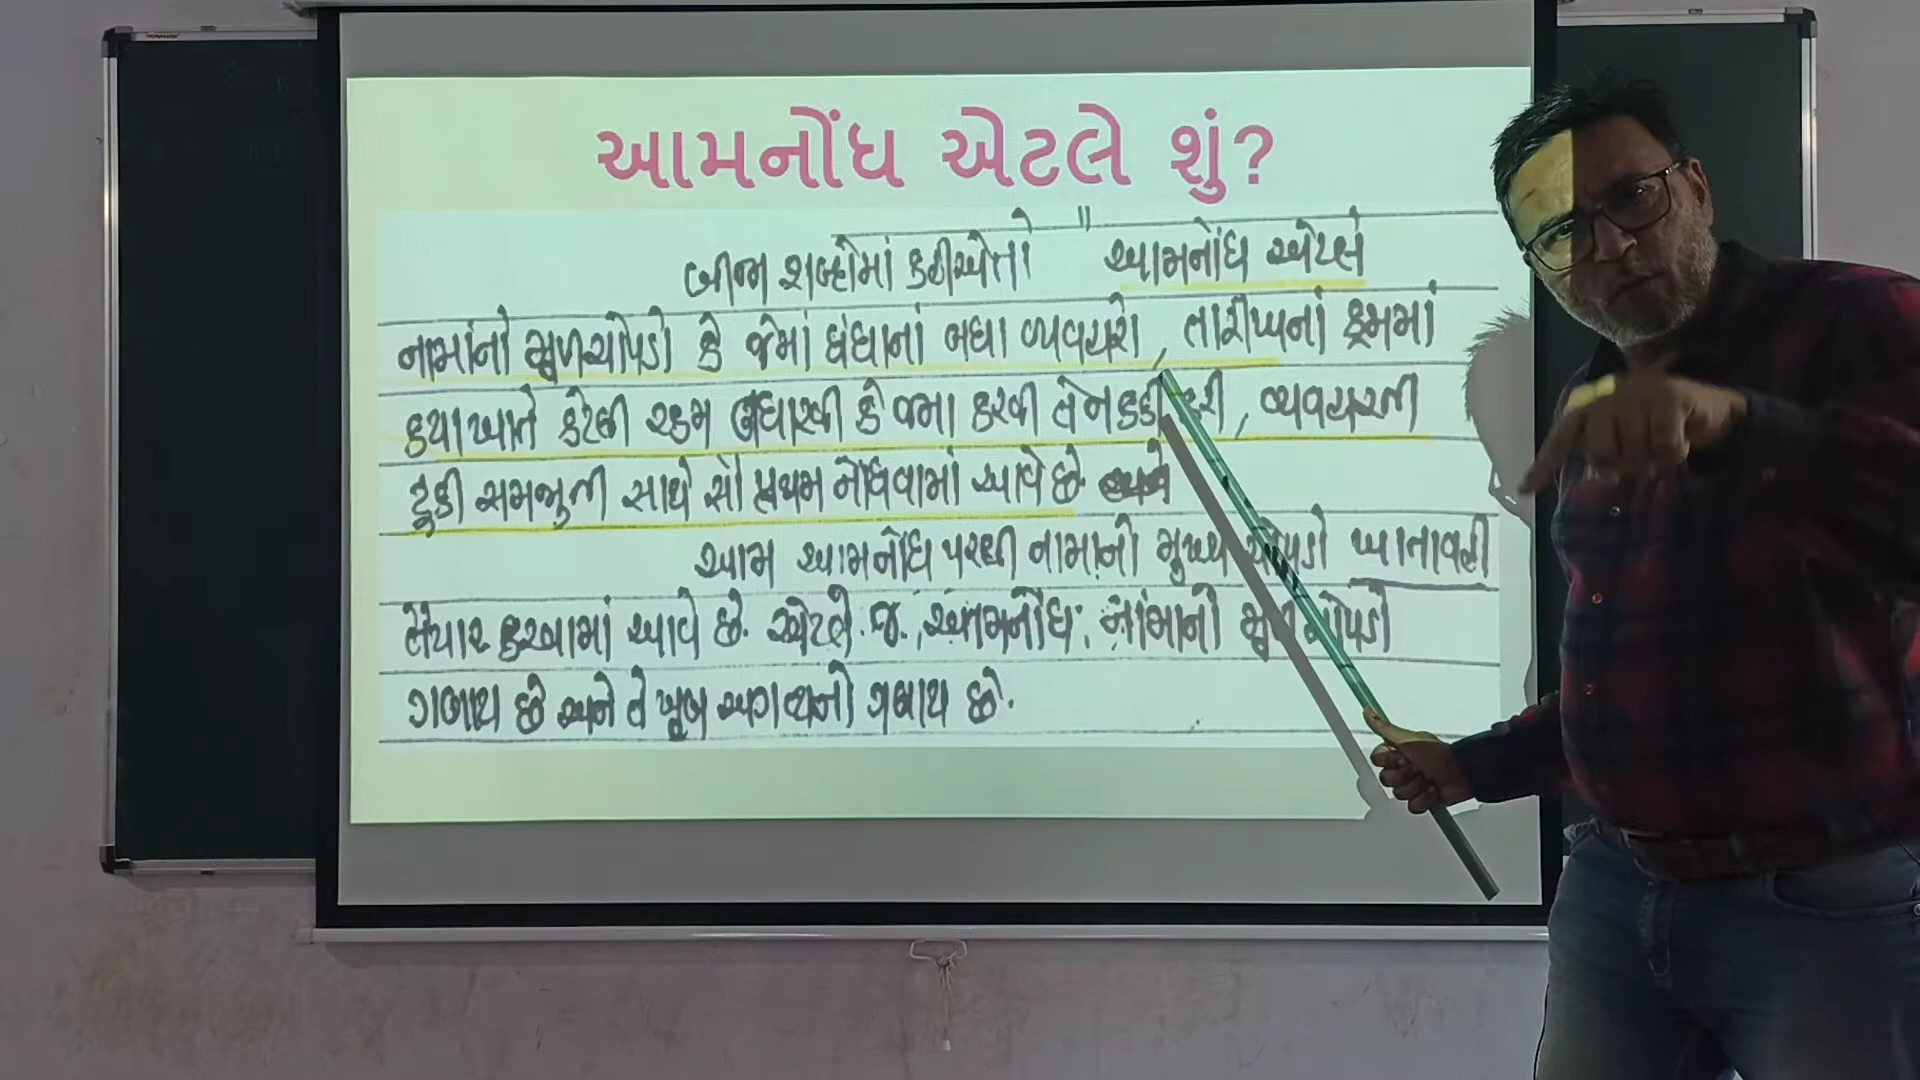 આમનોંધ એટલે શું?
બીજા શબ્દોમાં કહીએતો " આમનોંધ એટલે
નામાંનો મૂળચોપડો કે જેમાં ધંધાનાં બધા વ્યવહારો, તારીખનાં ક્રમમાં
કયા ખાતે કેટલી રકમ ઉધારવી કે જમા કરવી તે નક્કી કરી, વ્યવહારની
ટુંકી સમજુતી સાથે સૌ પ્રથમ નોંધવામાં આવે છે
આમ આમનોંધ પરથી નામાનો મુખ્ય ચોપડો ખાતાવહી
તૈયાર કરવામાં આવે છે. એટલે જ આમનોંધ નામાંનો મૂળ ચોપડો
ગણાય છે અને તે ખૂબ અગત્યનો ગણાય છે.